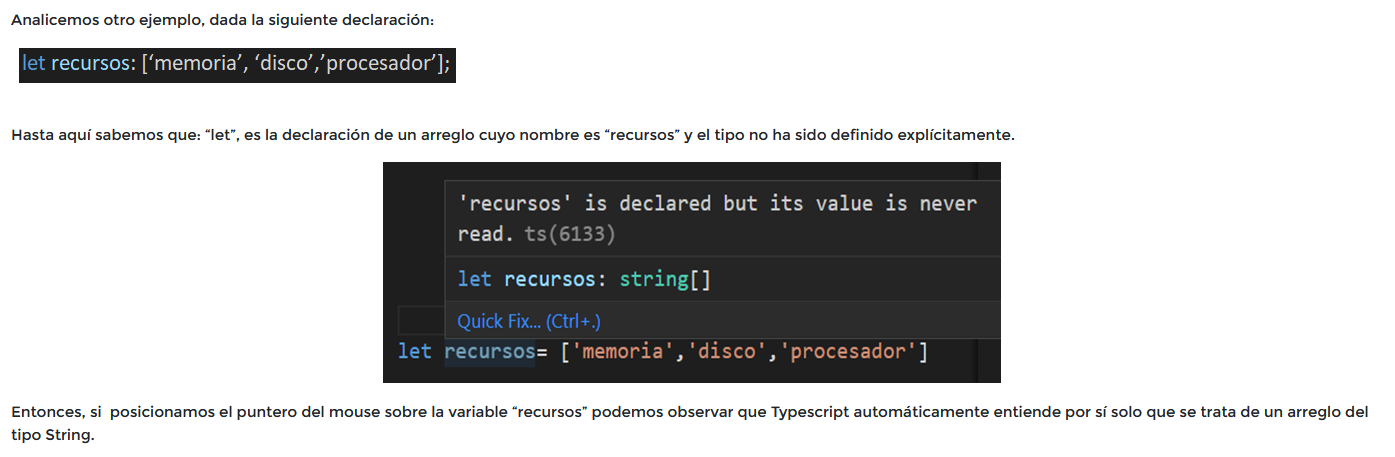 Analicemos otro ejemplo, dada la siguiente declaración:
let recursos: [‘memoria’, ‘disco’,’procesador’];
Hasta aquí sabemos que: “let”, es la declaración de un arreglo cuyo nombre es “recursos” y el tipo no ha sido definido explícitamente.
'recursos' is declared but its value is never
read. ts(6133)
let recursos: string[]
Quick Fix... (Ctrl+.)
let recursos= ['memoria','disco','procesador']
Entonces, si  posicionamos el puntero del mouse sobre la variable “recursos” podemos observar que Typescript automáticamente entiende por sí solo que se trata de un arreglo del
tipo String.